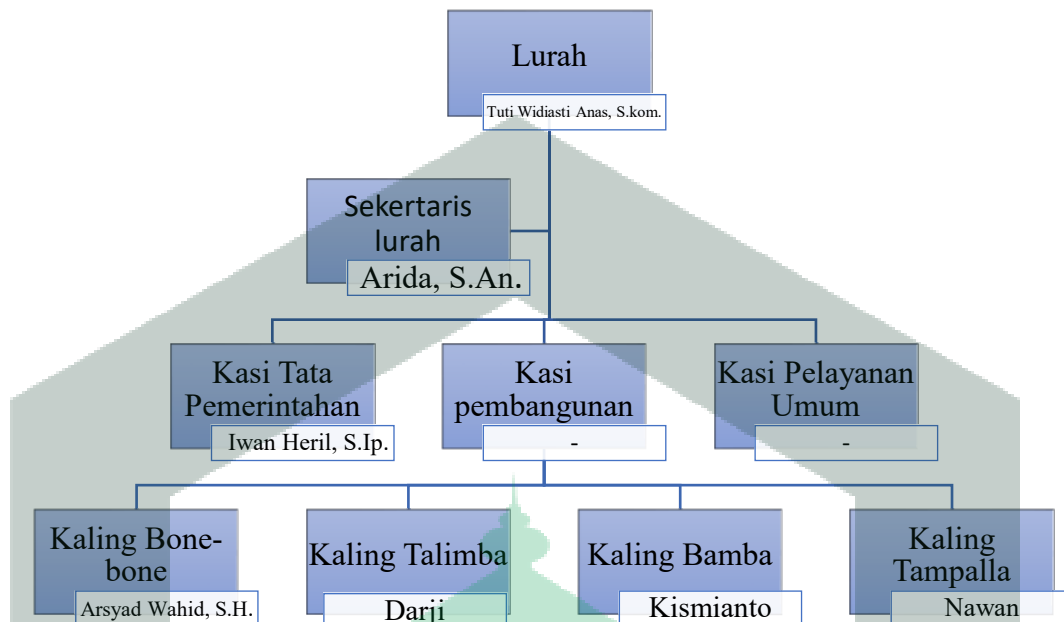 Lurah
Tuti Widiasti Anas, S.kom.
Sekertaris
lurah
Arida, S.An.
Kasi Tata
Pemerintahan
Iwan Heril, S.Ip.
Kasi
pembangunan
-
Kasi Pelayanan
Umum
-
Kaling Bone-
bone
Arsyad Wahid, S.H.
Kaling Talimba
Darji
Kaling Bamba
Kismianto
Kaling
Tampalla
Nawan